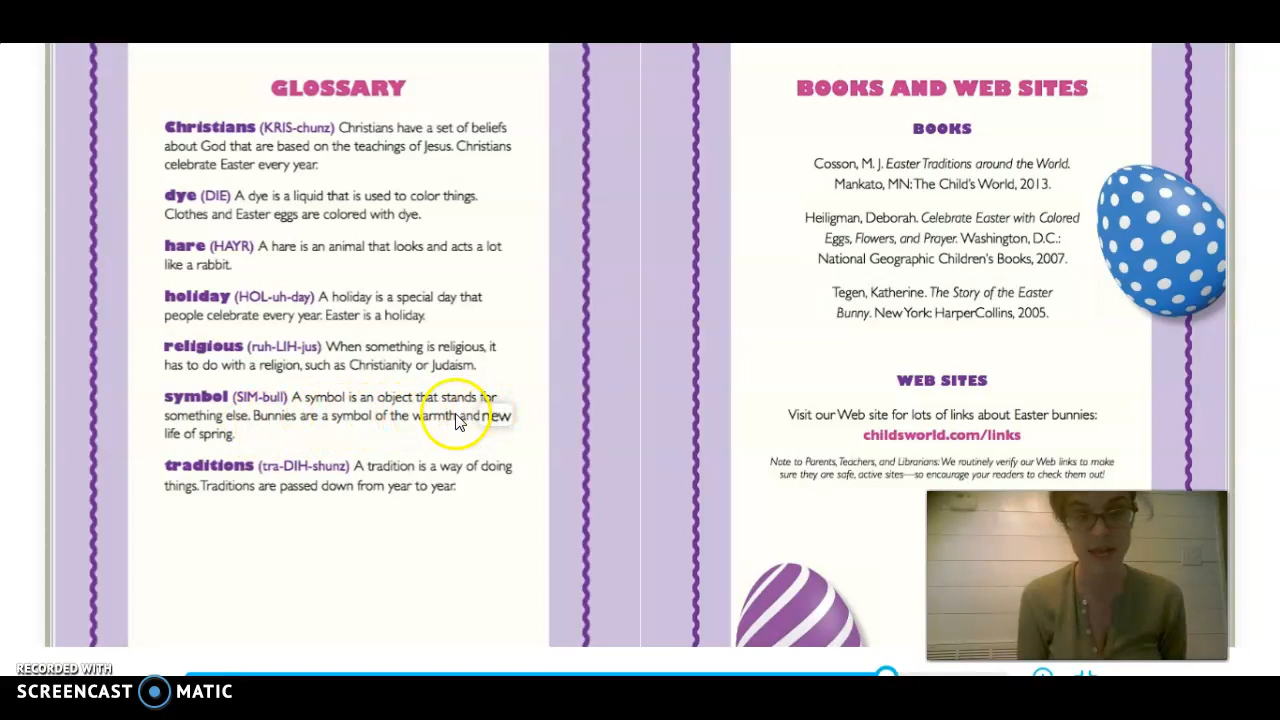 GLOSSARY
Christians (KRIS-chunz) Christians have a set of beliefs
about God that are based on the teachings of Jesus. Christians
celebrate Easter every year.
dye (DIE) A dye is a liquid that is used to color things.
Clothes and Easter eggs are colored with dye.
hare (HAYR) A hare is an animal that looks and acts a lot
like a rabbit.
holiday (HOL-uh-day) A holiday is a special day that
people celebrate every year. Easter is a holiday.
religious (ruh-LIH-jus) When something is religious, it
has to do with a religion, such as Christianity or Judaism.
symbol (SIM-bull) A symbol is an object that stands for
something else. Bunnies are a symbol of the warmth and new
life of spring.
traditions (tra-DIH-shunz) A tradition is a way of doing
things. Traditions are passed down from year to year.
BOOKS AND WEB SITES
BOOKS
Cosson, M. J. Easter Traditions around the World.
Mankato, MN: The Child's World, 2013.
Heiligman, Deborah. Celebrate Easter with Colored
Eggs, Flowers, and Prayer. Washington, D.C.:
National Geographic Children's Books, 2007.
Tegen, Katherine. The Story of the Easter
Bunny. New York: HarperCollins, 2005.
WEB SITES
Visit our Web site for lots of links about Easter bunnies:
childsworld.com/links
Note to Parents, Teachers, and Librarians: We routinely verify our Web links to make
sure they are safe, active sites—so encourage your readers to check them out!
RECORDED WITH
SCREENCAST MATIC